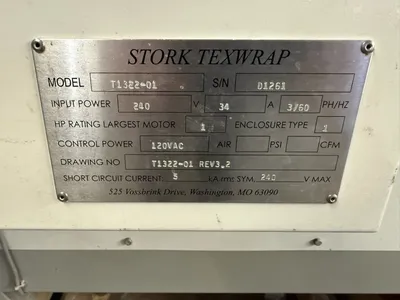 STORK TEXWRAP
MODEL T1322-01 S/N D1261
INPUT POWER 240 V 34 A 3/60 PH/HZ
HP RATING LARGEST MOTOR 1 ENCLOSURE TYPE 1
CONTROL POWER 120VAC AIR PSI CFM
DRAWING NO T1322-01 REV3.2
SHORT CIRCUIT CURRENT 5 kA rms SYM. 240 V MAX
525 Voxsbrink Drive, Washington, MO 63090